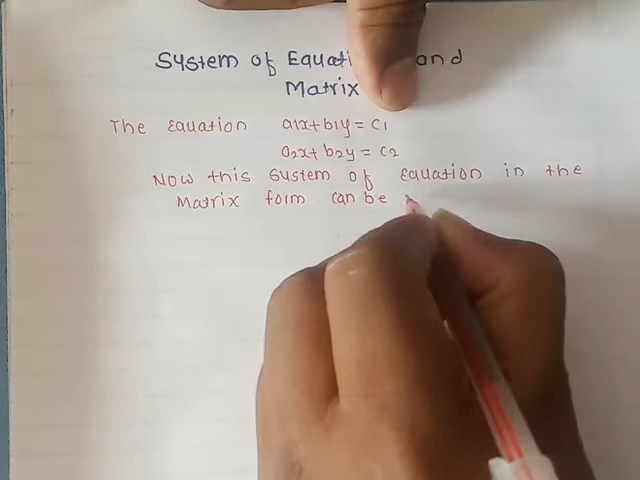 System of Equati and
Matrix
The Equation a1x+b1y = c1
a2x+b2y = c2
Now this System of Equation in the
Matrix form can be